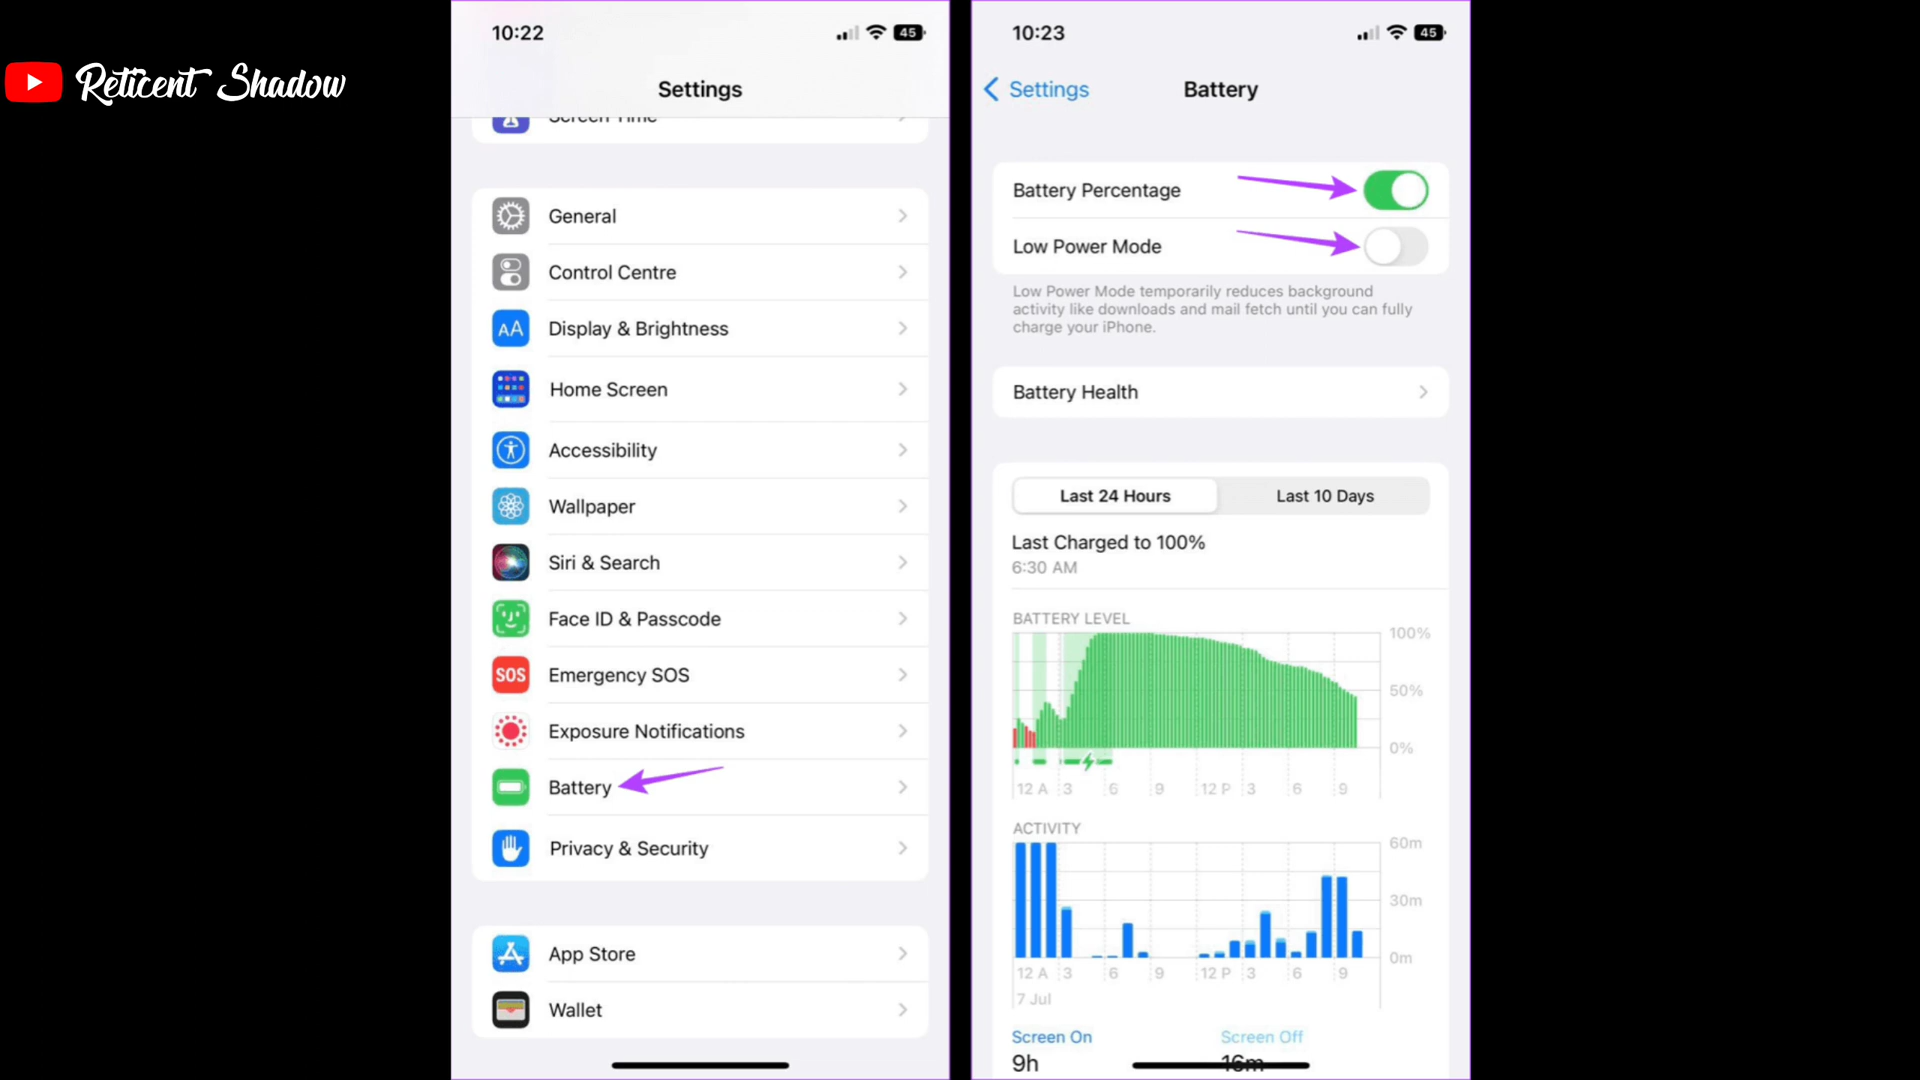 Reticent Shadow
10:22
45
Settings
Screen Time
General
Control Centre
AA
Display & Brightness
Home Screen
Accessibility
Wallpaper
Siri & Search
Face ID & Passcode
SOS
Emergency SOS
Exposure Notifications
Battery
Privacy & Security
App Store
Wallet
10:23
45
Settings
Battery
Battery Percentage
Low Power Mode
Low Power Mode temporarily reduces background
activity like downloads and mail fetch until you can fully
charge your iPhone.
Battery Health
Last 24 Hours
Last 10 Days
Last Charged to 100%
6:30 AM
BATTERY LEVEL
100%
50%
0%
12 A 3 6 9 12 P 3 6 9
ACTIVITY
60m
30m
0m
12 A 3 6 9 12 P 3 6 9
7 Jul
Screen On
Screen Off
9h
16m